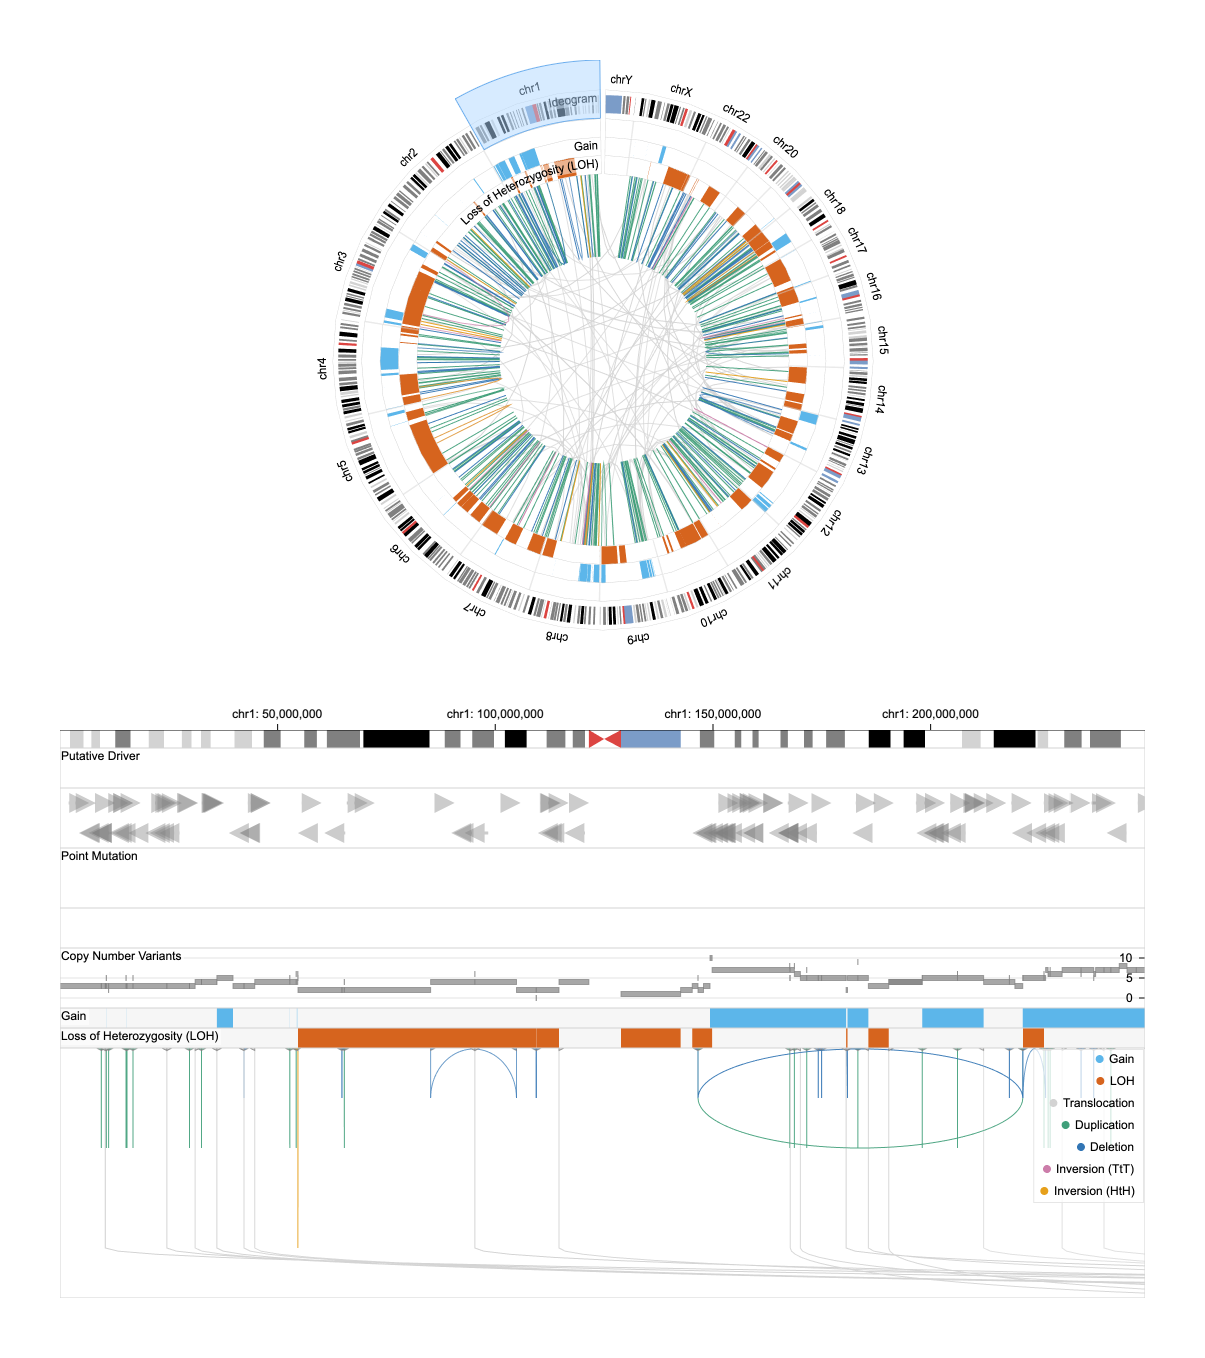 chrY
chrX
chr1
Ideogram
chr22
chr20
chr2
Gain
Loss of Heterozygosity (LOH)
chr18
chr17
chr3
chr16
chr15
chr4
chr14
chr5
chr13
chr12
chr6
chr11
chr7
chr10
chr8
chr9
chr1: 50,000,000
chr1: 100,000,000
chr1: 150,000,000
chr1: 200,000,000
Putative Driver
Point Mutation
Copy Number Variants
10
5
0
Gain
Loss of Heterozygosity (LOH)
Gain
LOH
Translocation
Duplication
Deletion
Inversion (TtT)
Inversion (HtH)